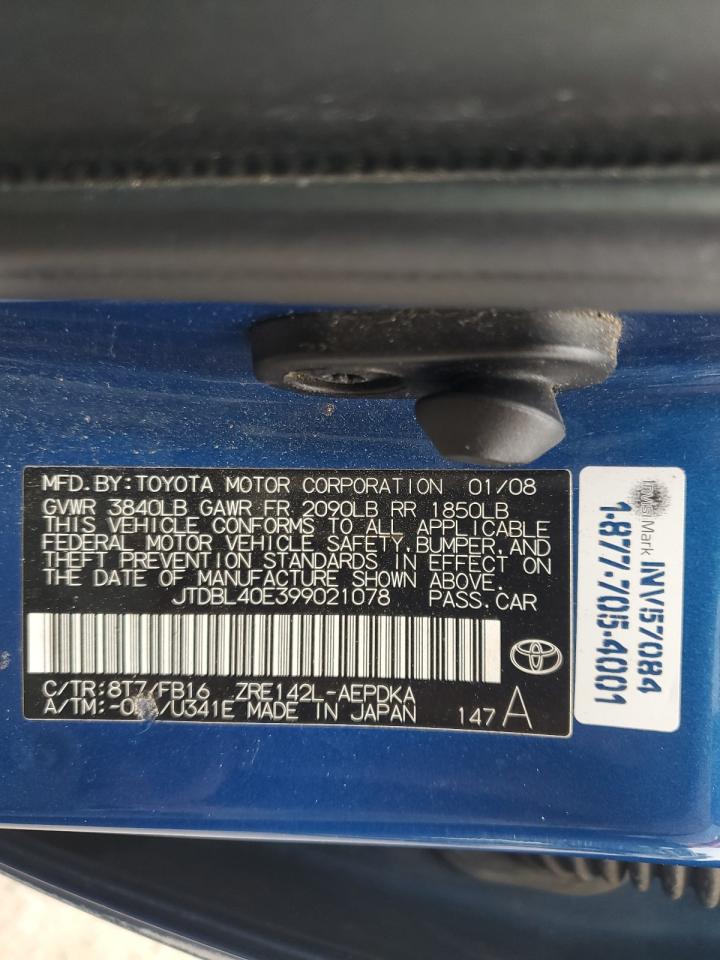 MFD.BY:TOYOTA MOTOR CORPORATION 01/08
GVWR 3840LB GAWR FR 2090LB RR 1850LB
THIS VEHICLE CONFORMS TO ALL APPLICABLE
FEDERAL MOTOR VEHICLE SAFETY,BUMPER,AND
THEFT PREVENTION STANDARDS IN EFFECT ON
THE DATE OF MANUFACTURE SHOWN ABOVE.
JTDBL40E399021078 PASS.CAR
C/TR:8T7/FB16 ZRE142L-AEPDKA
A/TM:- /U341E MADE IN JAPAN 147 A
InvisiMark INV57084
1-877-705-4001